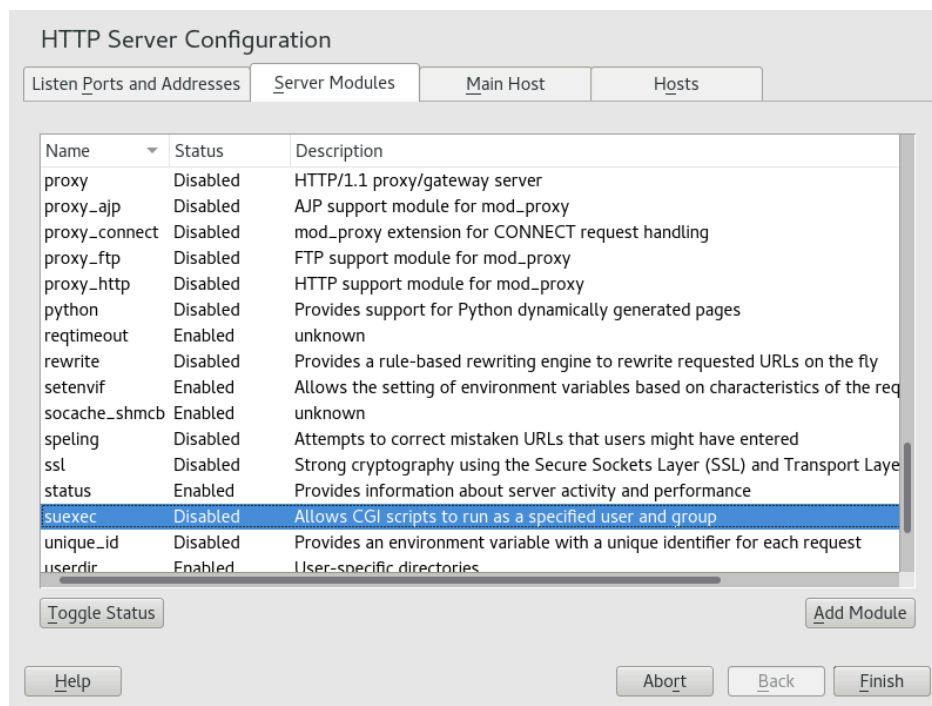 HTTP Server Configuration
Listen Ports and Addresses Server Modules Main Host Hosts
Name Status Description
proxy Disabled HTTP/1.1 proxy/gateway server
proxy_ajp Disabled AJP support module for mod_proxy
proxy_connect Disabled mod_proxy extension for CONNECT request handling
proxy_ftp Disabled FTP support module for mod_proxy
proxy_http Disabled HTTP support module for mod_proxy
python Disabled Provides support for Python dynamically generated pages
reqtimeout Enabled unknown
rewrite Disabled Provides a rule-based rewriting engine to rewrite requested URLs on the fly
setenvif Enabled Allows the setting of environment variables based on characteristics of the req
socache_shmcb Enabled unknown
speling Disabled Attempts to correct mistaken URLs that users might have entered
ssl Disabled Strong cryptography using the Secure Sockets Layer (SSL) and Transport Laye
status Enabled Provides information about server activity and performance
suexec Disabled Allows CGI scripts to run as a specified user and group
unique_id Disabled Provides an environment variable with a unique identifier for each request
userdir Enabled User-specific directories
Toggle Status Add Module
Help Abort Back Finish